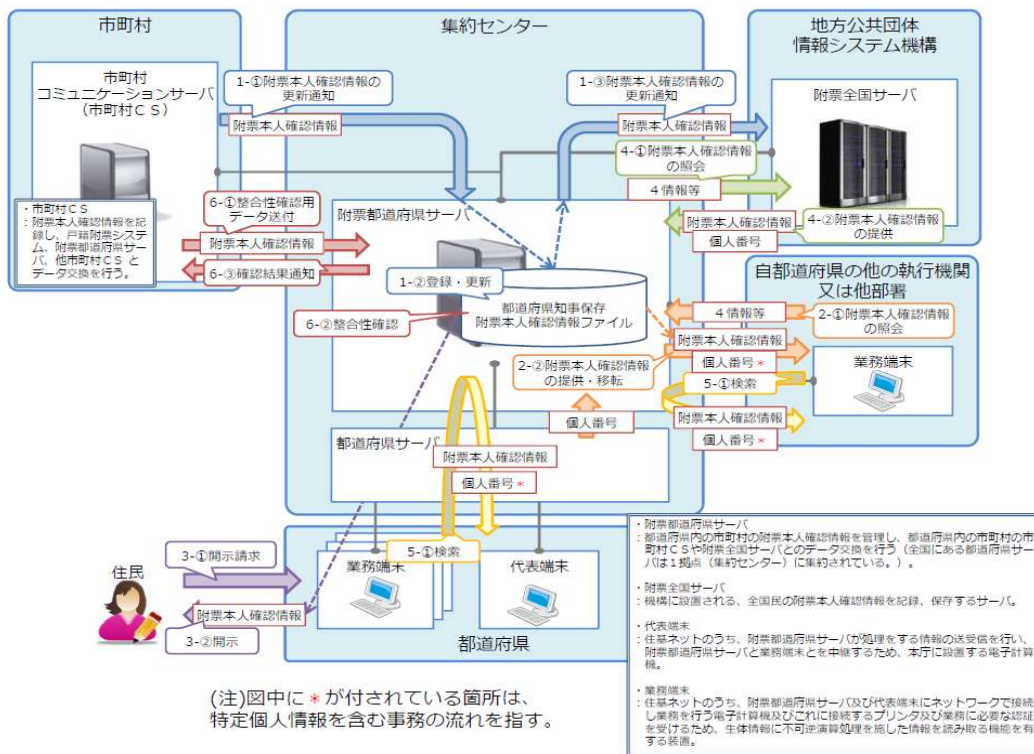 市町村
集約センター
地方公共団体
情報システム機構
市町村
コミュニケーションサーバ
（市町村ＣＳ）
1-①附票本人確認情報の
更新通知
附票本人確認情報
1-③附票本人確認情報の
更新通知
附票本人確認情報
附票全国サーバ
4-①附票本人確認情報
の照会
４情報等
附票本人確認情報
個人番号
4-②附票本人確認情報
の提供
・市町村ＣＳ
：附票本人確認情報を記
録し、戸籍附票システ
ム、附票都道府県サー
バ、他市町村ＣＳ と
データ交換を行う。
6-①整合性確認用
データ送付
附票本人確認情報
6-③確認結果通知
附票都道府県サーバ
1-②登録・更新
6-②整合性確認
都道府県知事保存
附票本人確認情報ファイル
自都道府県の他の執行機関
又は他部署
４情報等
2-①附票本人確認情報
の照会
附票本人確認情報
個人番号＊
2-②附票本人確認情報
の提供・移転
業務端末
5-①検索
附票本人確認情報
個人番号＊
個人番号
都道府県サーバ
附票本人確認情報
個人番号＊
5-①検索
業務端末
代表端末
都道府県
3-①開示請求
住民
附票本人確認情報
3-②開示
・附票都道府県サーバ
：都道府県内の市町村の附票本人確認情報を管理し、都道府県内の市町村の市
町村ＣＳや附票全国サーバとのデータ交換を行う（全国にある都道府県サー
バは１拠点（集約センター）に集約されている。）。
・附票全国サーバ
：機構に設置される、全国民の附票本人確認情報を記録、保存するサーバ。
・代表端末
：住基ネットのうち、附票都道府県サーバが処理をする情報の送受信を行い、
附票都道府県サーバと業務端末とを中継するため、本庁に設置する電子計算
機。
・業務端末
：住基ネットのうち、附票都道府県サーバ及び代表端末にネットワークで接続
し業務を行う電子計算機及びこれに接続するプリンタ及び業務に必要な認証
を受けるため、生体情報に不可逆演算処理を施した情報を読み取る機能を有
する装置。
(注)図中に ＊ が付されている箇所は、
特定個人情報を含む事務の流れを指す。